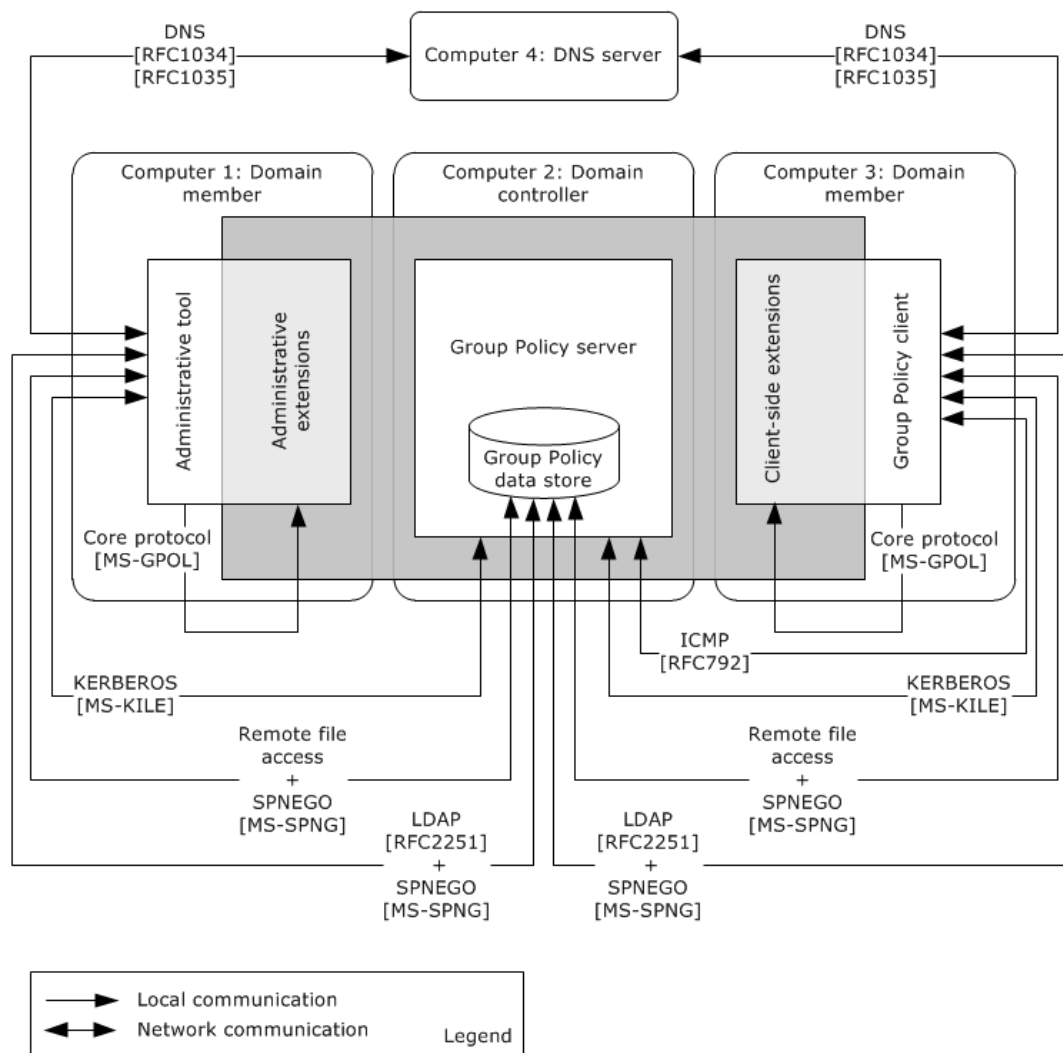 DNS
[RFC1034]
[RFC1035]
Computer 4: DNS server
DNS
[RFC1034]
[RFC1035]
Computer 1: Domain
member
Computer 2: Domain
controller
Computer 3: Domain
member
Administrative tool
Administrative
extensions
Group Policy server
Group Policy
data store
Client-side extensions
Group Policy client
Core protocol
[MS-GPOL]
Core protocol
[MS-GPOL]
ICMP
[RFC792]
KERBEROS
[MS-KILE]
KERBEROS
[MS-KILE]
Remote file
access
+
SPNEGO
[MS-SPNG]
Remote file
access
+
SPNEGO
[MS-SPNG]
LDAP
[RFC2251]
+
SPNEGO
[MS-SPNG]
LDAP
[RFC2251]
+
SPNEGO
[MS-SPNG]
Local communication
Network communication
Legend